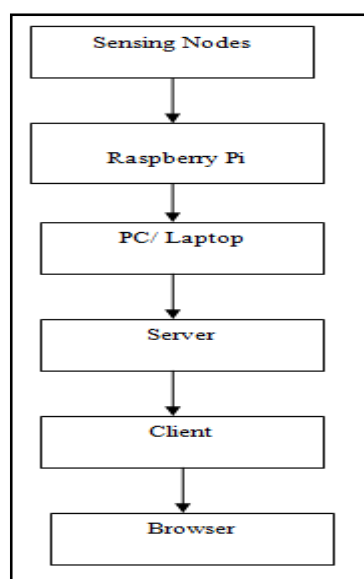 Sensing Nodes
Raspberry Pi
PC/ Laptop
Server
Client
Browser